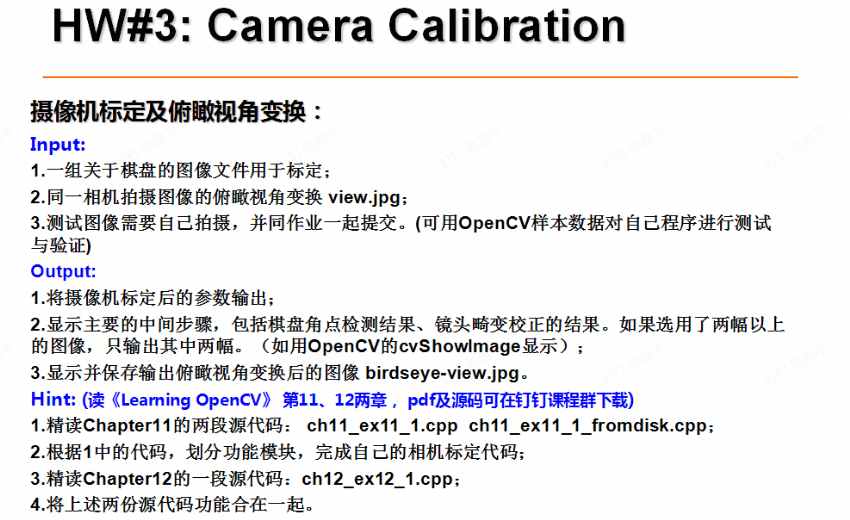 HW#3: Camera Calibration
摄像机标定及俯瞰视角变换：
Input:
1.一组关于棋盘的图像文件用于标定；
2.同一相机拍摄图像的俯瞰视角变换 view.jpg；
3.测试图像需要自己拍摄，并同作业一起提交。(可用OpenCV样本数据对自己程序进行测试
与验证)
Output:
1.将摄像机标定后的参数输出；
2.显示主要的中间步骤，包括棋盘角点检测结果、镜头畸变校正的结果。如果选用了两幅以上
的图像，只输出其中两幅。（如用OpenCV的cvShowImage显示）；
3.显示并保存输出俯瞰视角变换后的图像 birdseye-view.jpg。
Hint: (读《Learning OpenCV》 第11、12两章 ，pdf及源码可在钉钉课程群下载)
1.精读Chapter11的两段源代码： ch11_ex11_1.cpp ch11_ex11_1_fromdisk.cpp；
2.根据1中的代码，划分功能模块，完成自己的相机标定代码；
3.精读Chapter12的一段源代码：ch12_ex12_1.cpp；
4.将上述两份源代码功能合在一起。